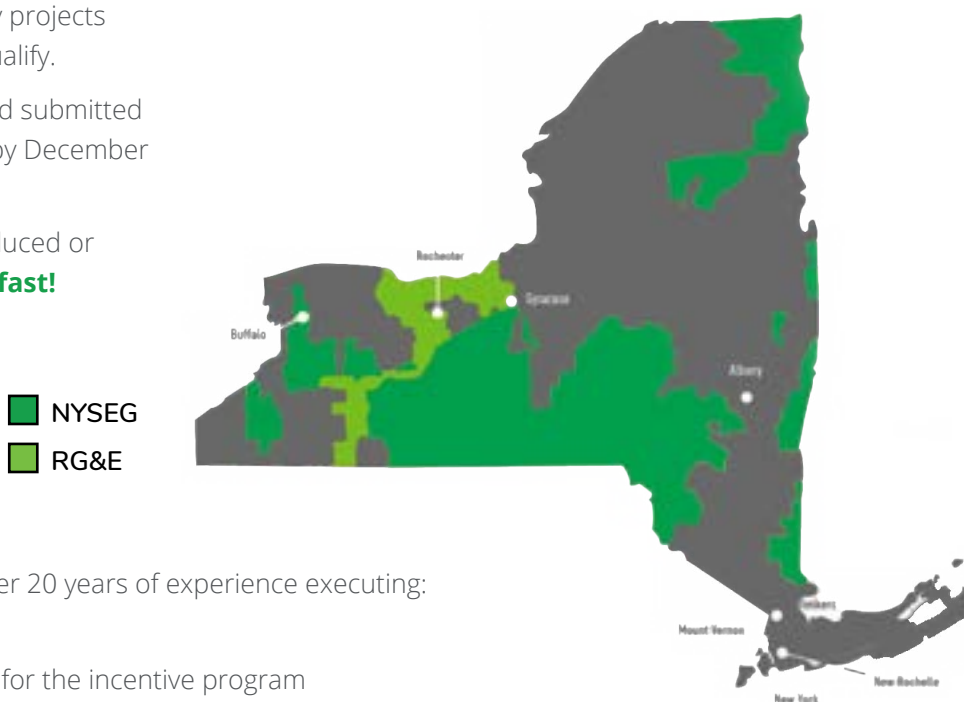 y projects
ualify.
d submitted
by December
luced or
fast!
NYSEG
RG&E
Rochester
Syracuse
Buffalo
Albany
er 20 years of experience executing:
Yonkers
Mount Vernon
for the incentive program
New Rochelle
New York